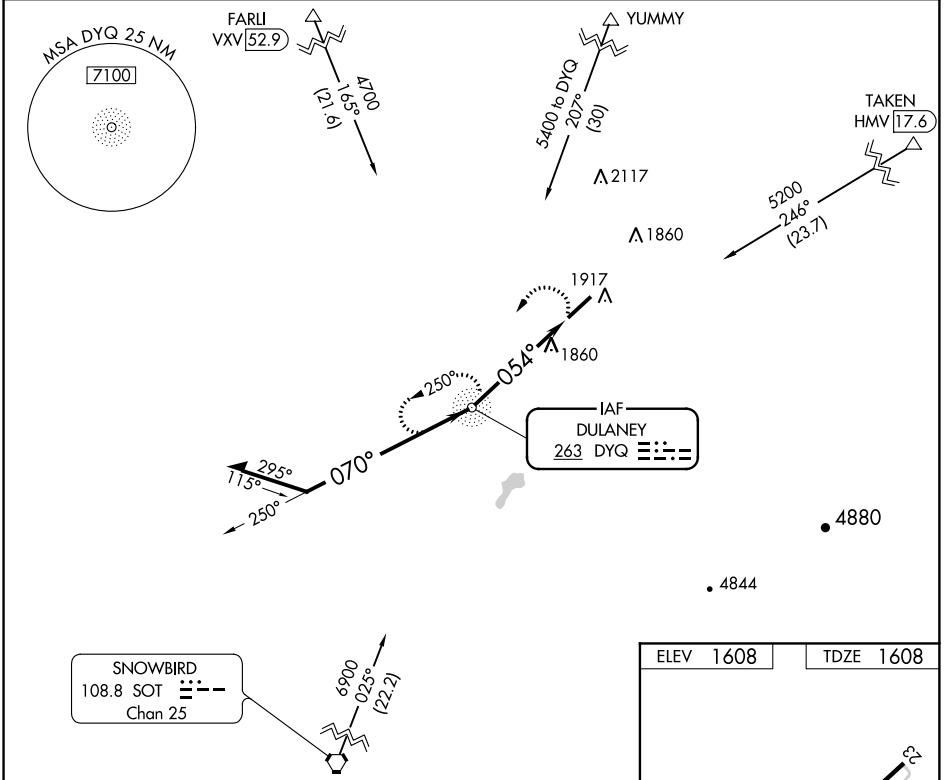 MSA DYQ 25 NM
7100
FARLI
VXV 52.9
4700
165°
(21.6)
YUMMY
5400 to DYQ
207°
(30)
TAKEN
HMV 17.6
5200
246°
(23.7)
2117
1860
1917
1860
054°
250°
070°
295°
115°
250°
IAF
DULANEY
263 DYQ
4880
4844
SNOWBIRD
108.8 SOT
Chan 25
6900
025°
(22.2)
ELEV 1608
TDZE 1608
23